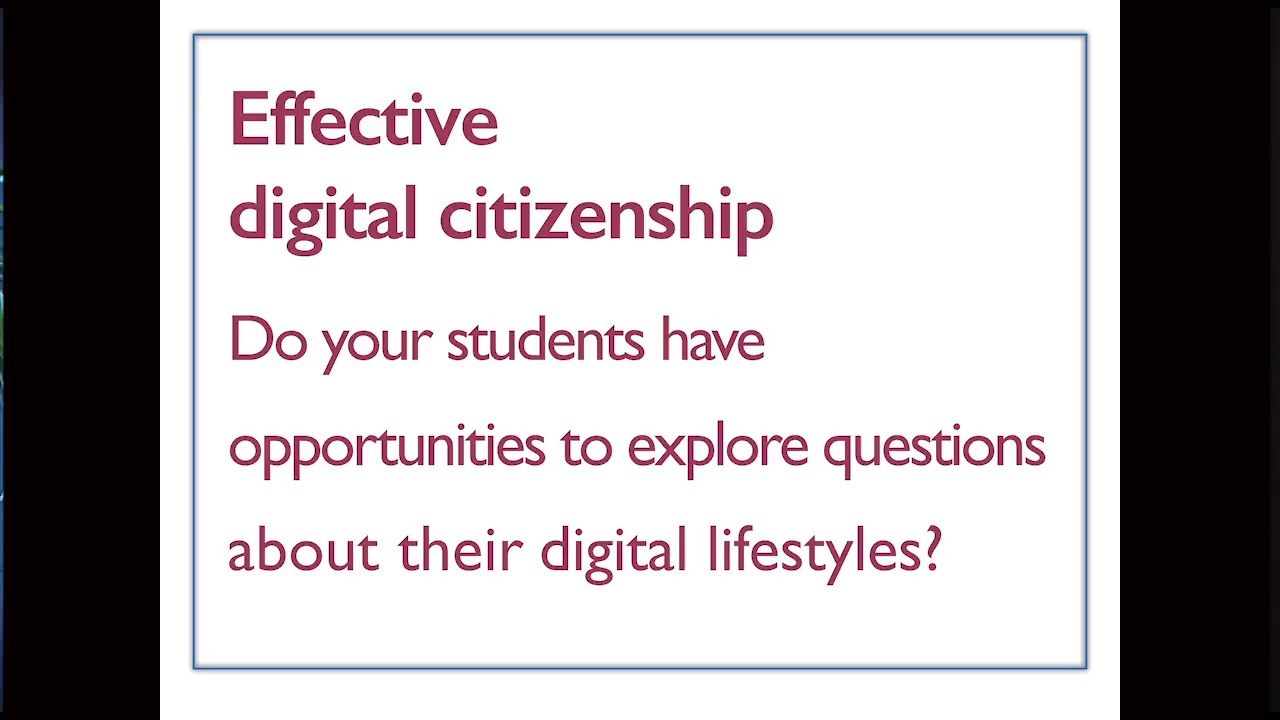 Effective
digital citizenship
Do your students have
opportunities to explore questions
about their digital lifestyles?